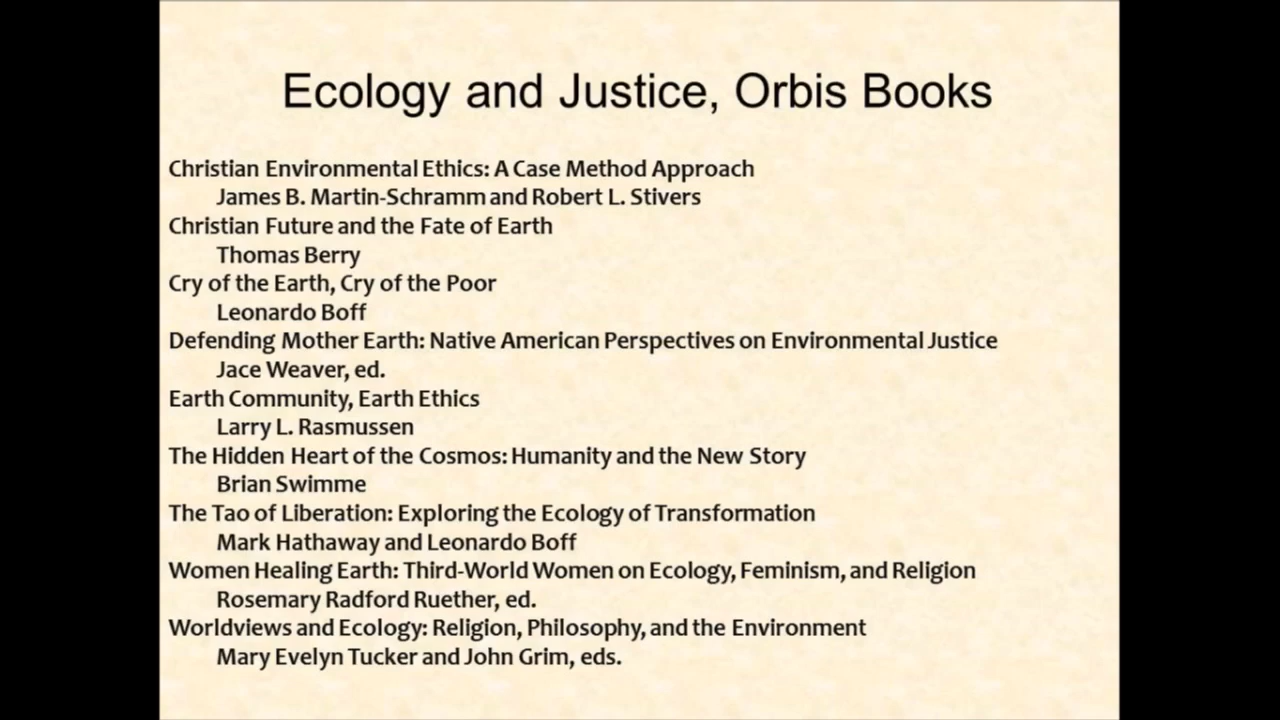 Ecology and Justice, Orbis Books
Christian Environmental Ethics: A Case Method Approach
James B. Martin-Schramm and Robert L. Stivers
Christian Future and the Fate of Earth
Thomas Berry
Cry of the Earth, Cry of the Poor
Leonardo Boff
Defending Mother Earth: Native American Perspectives on Environmental Justice
Jace Weaver, ed.
Earth Community, Earth Ethics
Larry L. Rasmussen
The Hidden Heart of the Cosmos: Humanity and the New Story
Brian Swimme
The Tao of Liberation: Exploring the Ecology of Transformation
Mark Hathaway and Leonardo Boff
Women Healing Earth: Third-World Women on Ecology, Feminism, and Religion
Rosemary Radford Ruether, ed.
Worldviews and Ecology: Religion, Philosophy, and the Environment
Mary Evelyn Tucker and John Grim, eds.